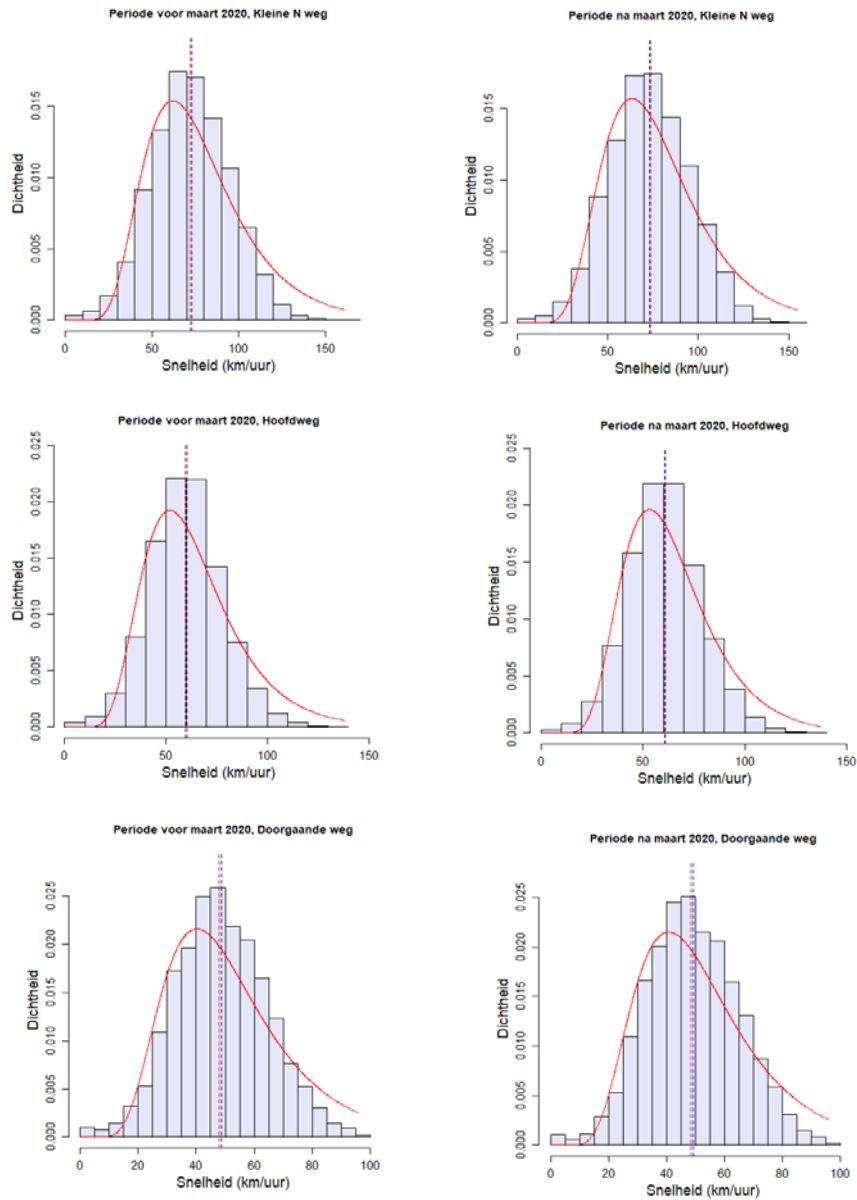 Periode voor maart 2020, Kleine N weg
Dichtheid
0.000 0.005 0.010 0.015
0 50 100 150
Snelheid (km/uur)
Periode na maart 2020, Kleine N weg
Dichtheid
0.000 0.005 0.010 0.015
0 50 100 150
Snelheid (km/uur)
Periode voor maart 2020, Hoofdweg
Dichtheid
0.000 0.005 0.010 0.015 0.020 0.025
0 50 100 150
Snelheid (km/uur)
Periode na maart 2020, Hoofdweg
Dichtheid
0.000 0.005 0.010 0.015 0.020 0.025
0 50 100 150
Snelheid (km/uur)
Periode voor maart 2020, Doorgaande weg
Dichtheid
0.000 0.005 0.010 0.015 0.020 0.025
0 20 40 60 80 100
Snelheid (km/uur)
Periode na maart 2020, Doorgaande weg
Dichtheid
0.000 0.005 0.010 0.015 0.020 0.025
0 20 40 60 80 100
Snelheid (km/uur)